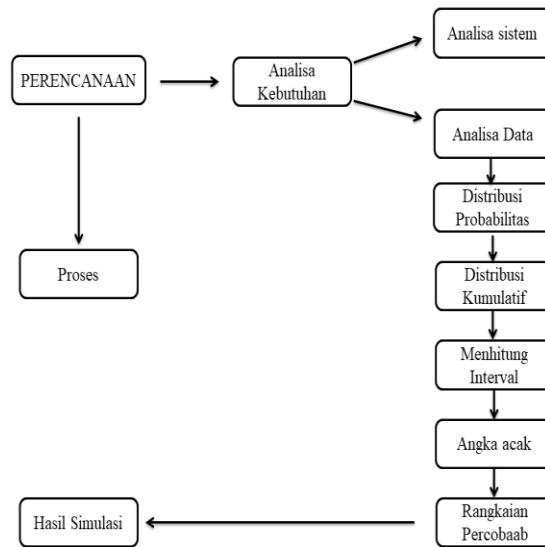 Analisa sistem
PERENCANAAN
Analisa
Kebutuhan
Analisa Data
Distribusi
Probabilitas
Proses
Distribusi
Kumulatif
Menhitung
Interval
Angka acak
Hasil Simulasi
Rangkaian
Percobaab